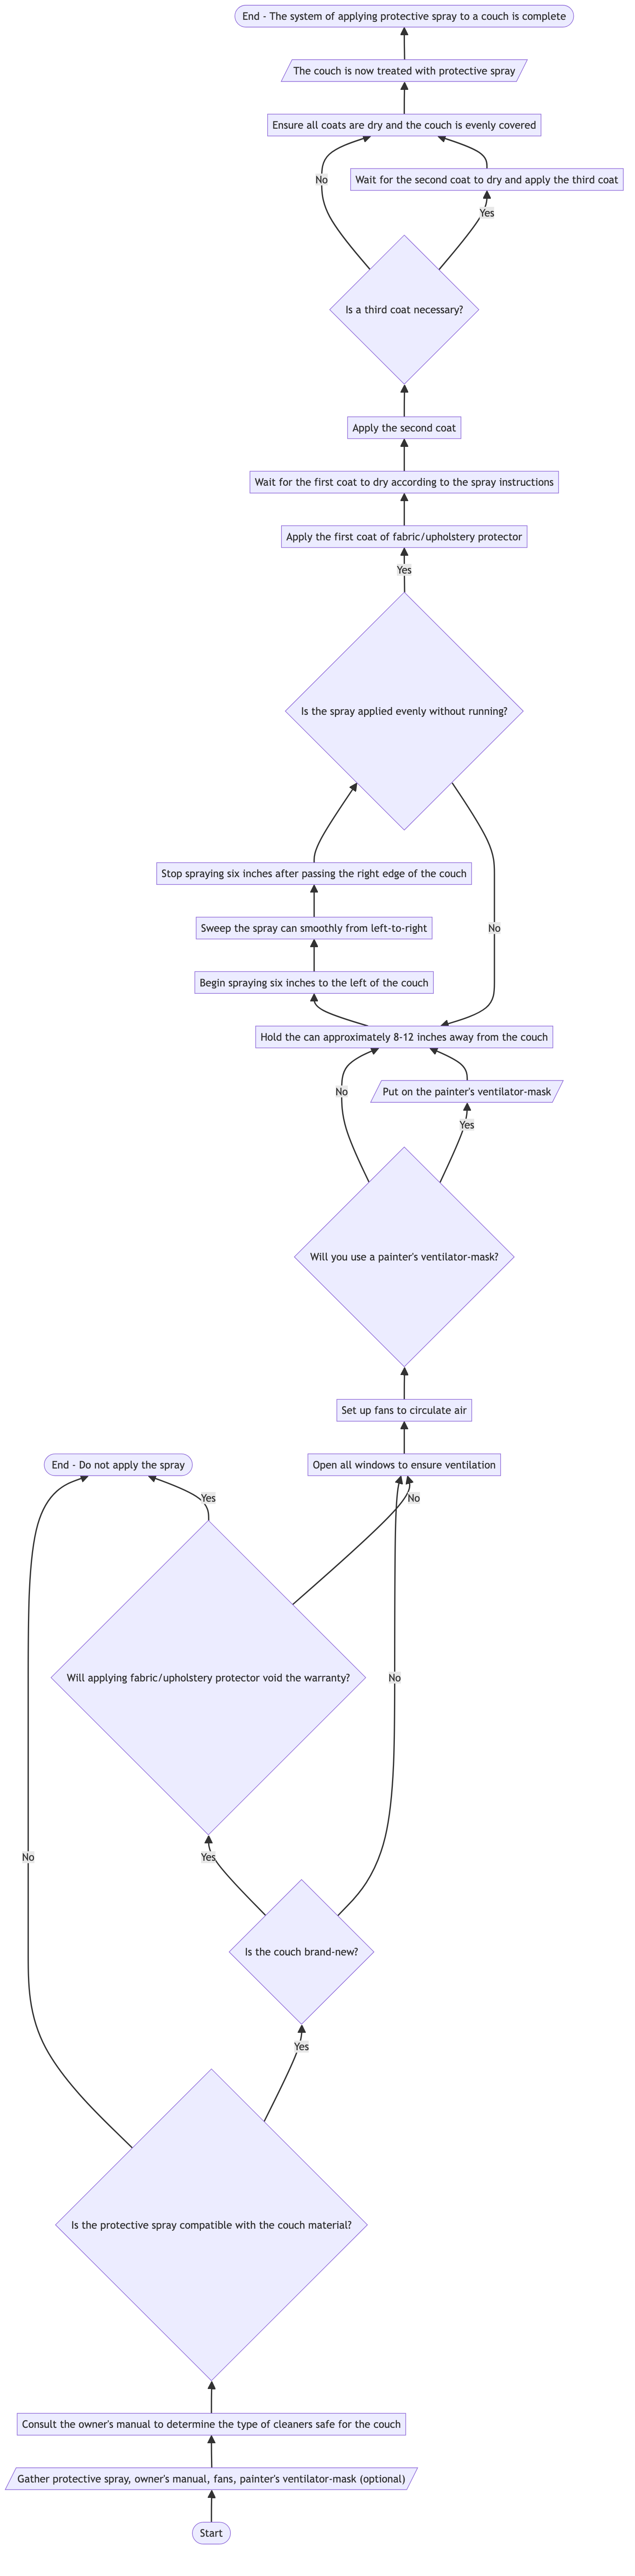 End - The system of applying protective spray to a couch is complete
The couch is now treated with protective spray
Ensure all coats are dry and the couch is evenly covered
No
Wait for the second coat to dry and apply the third coat
Yes
Is a third coat necessary?
Apply the second coat
Wait for the first coat to dry according to the spray instructions
Apply the first coat of fabric/upholstery protector
Yes
Is the spray applied evenly without running?
Stop spraying six inches after passing the right edge of the couch
Sweep the spray can smoothly from left-to-right
No
Begin spraying six inches to the left of the couch
Hold the can approximately 8-12 inches away from the couch
No
Put on the painter's ventilator-mask
Yes
Will you use a painter's ventilator-mask?
Set up fans to circulate air
End - Do not apply the spray
Open all windows to ensure ventilation
Yes
No
Will applying fabric/upholstery protector void the warranty?
No
No
Yes
Is the couch brand-new?
Yes
Is the protective spray compatible with the couch material?
Consult the owner's manual to determine the type of cleaners safe for the couch
Gather protective spray, owner's manual, fans, painter's ventilator-mask (optional)
Start